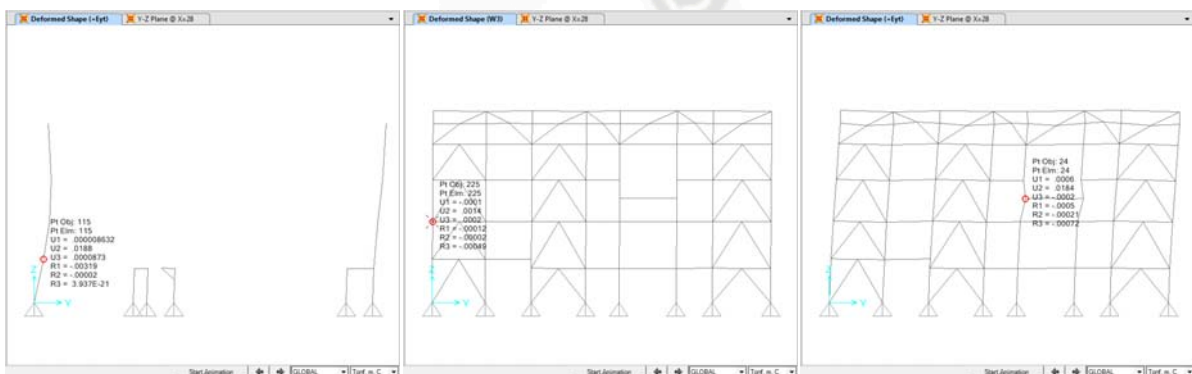 Deformed Shape (+Eyt)
Y-Z Plane @ X=28
Pt Obj: 115
Pt Elm: 115
U1 = .000008632
U2 = .0188
U3 = .0000873
R1 = -.00319
R2 = -.00002
R3 = 3.937E-21
Z
Y
Start Animation
GLOBAL
Tonf, m, C
Deformed Shape (W3)
Y-Z Plane @ X=28
Pt Obj: 225
Pt Elm: 225
U1 = -.0001
U2 = .0014
U3 = .0002
R1 = -.00012
R2 = -.00002
R3 = -.00049
Z
Y
Start Animation
GLOBAL
Tonf, m, C
Deformed Shape (+Eyt)
Y-Z Plane @ X=28
Pt Obj: 24
Pt Elm: 24
U1 = .0006
U2 = .0184
U3 = -.0002
R1 = -.0005
R2 = -.00021
R3 = -.00072
Z
Y
Start Animation
GLOBAL
Tonf, m, C